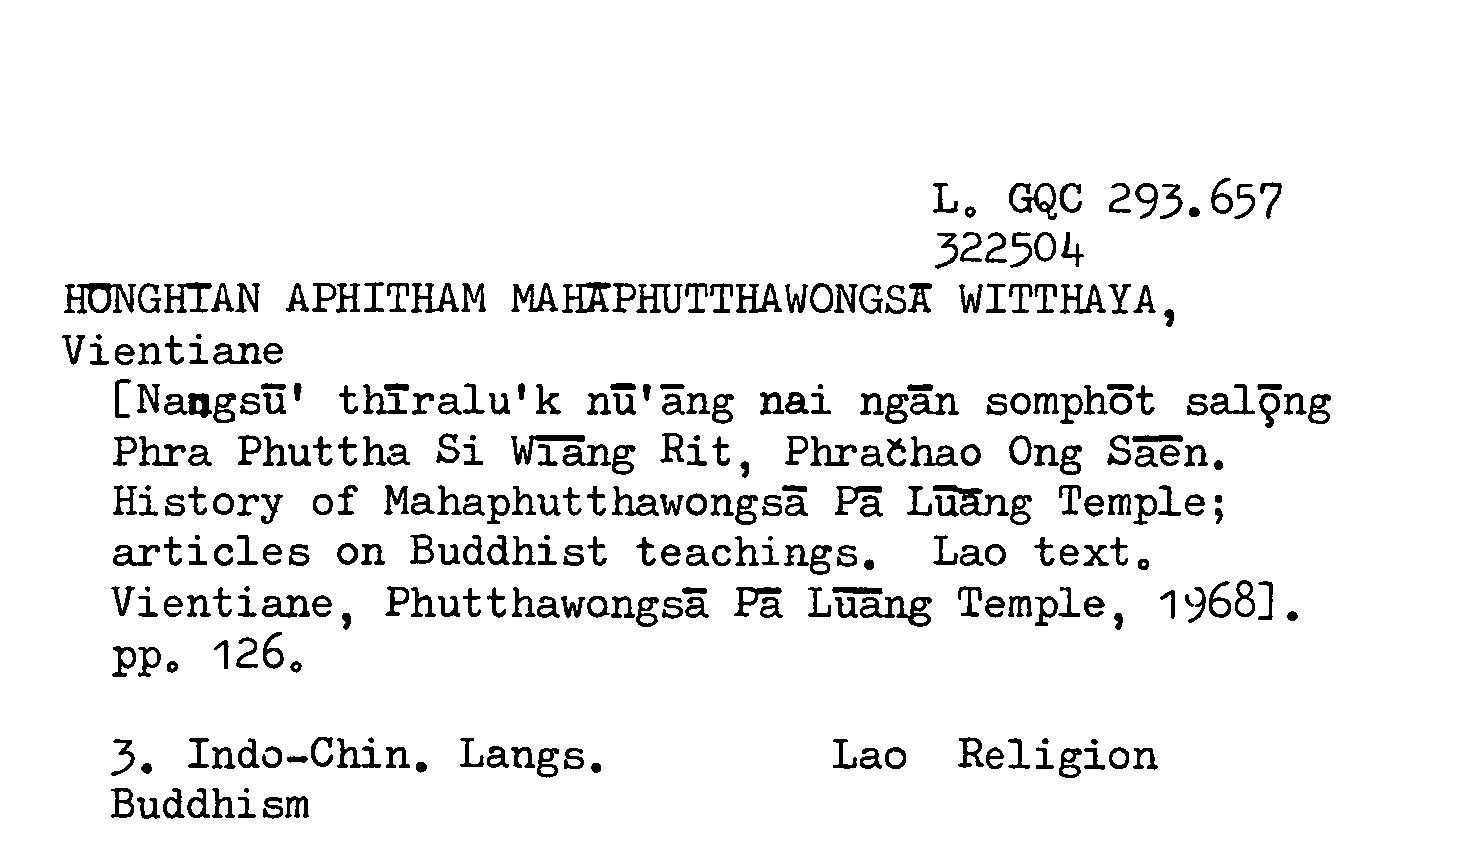 L. GQC 293.657
322504
HŌNGHĪAN APHITHAM MAHĀPHUTTHAWONGSĀ WITTHAYA,
Vientiane
[Nangsū' thīralu'k nū'āng nai ngān somphōt salǭng
Phra Phuttha Si Wīāng Rit, Phrač̌hao Ong Sāēn.
History of Mahaphutthawongsā Pā Lūāng Temple;
articles on Buddhist teachings. Lao text.
Vientiane, Phutthawongsā Pā Lūāng Temple, 1968].
pp. 126.
3. Indo-Chin. Langs. Lao Religion
Buddhism